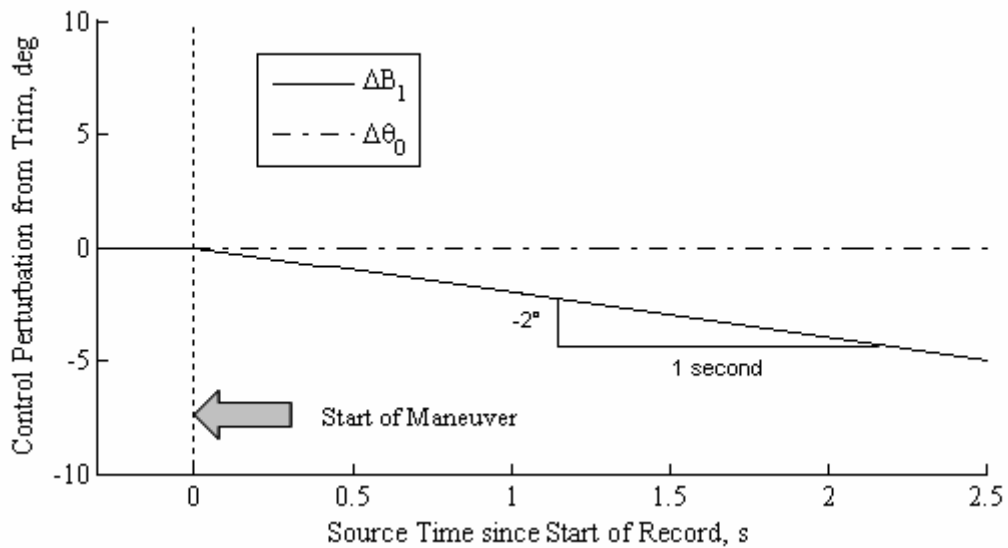 10
5
0
-5
-10
Control Perturbation from Trim, deg
ΔB₁
Δθ₀
-2°
1 second
Start of Maneuver
0
0.5
1
1.5
2
2.5
Source Time since Start of Record, s